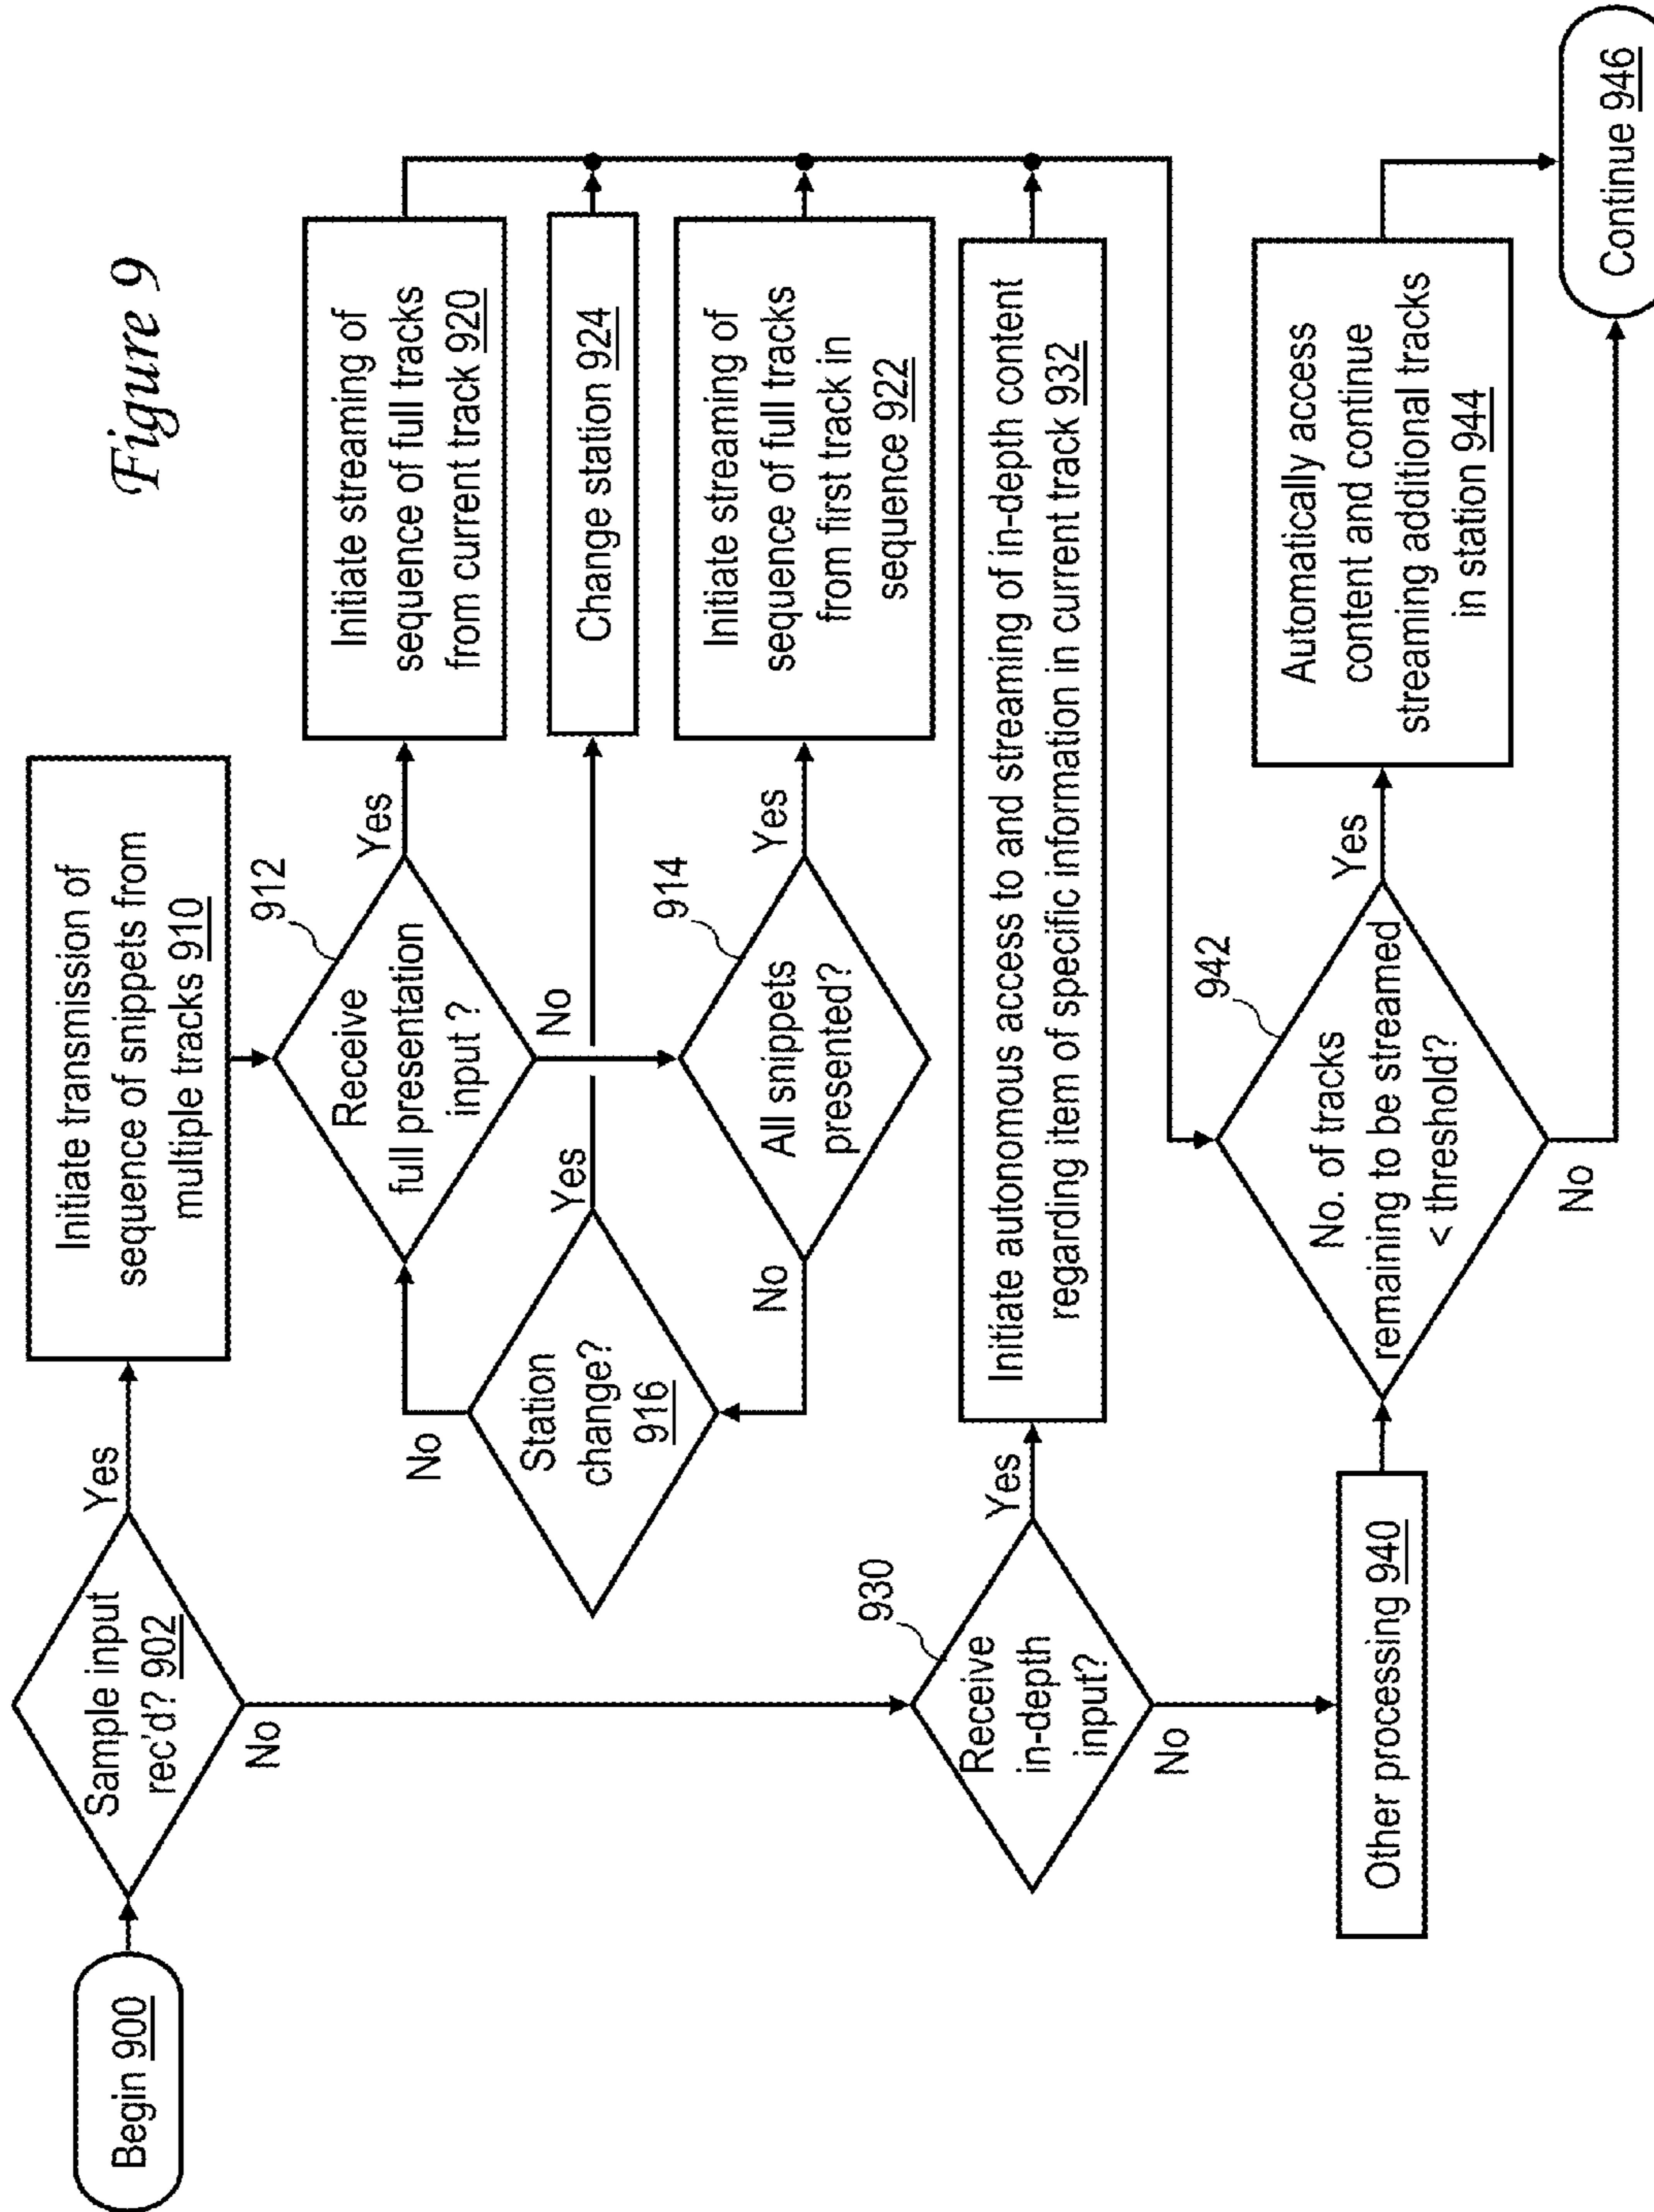 Figure 9
Begin 900
Sample input
rec'd? 902
Yes
No
Initiate transmission of
sequence of snippets from
multiple tracks 910
912
Receive
full presentation
input ?
Yes
No
Initiate streaming of
sequence of full tracks
from current track 920
Station
change?
916
No
Yes
Change station 924
914
All snippets
presented?
No
Yes
Initiate streaming of
sequence of full tracks
from first track in
sequence 922
930
Receive
in-depth
input?
Yes
No
Initiate autonomous access to and streaming of in-depth content
regarding item of specific information in current track 932
Other processing 940
942
No. of tracks
remaining to be streamed
< threshold?
Yes
No
Automatically access
content and continue
streaming additional tracks
in station 944
Continue 946